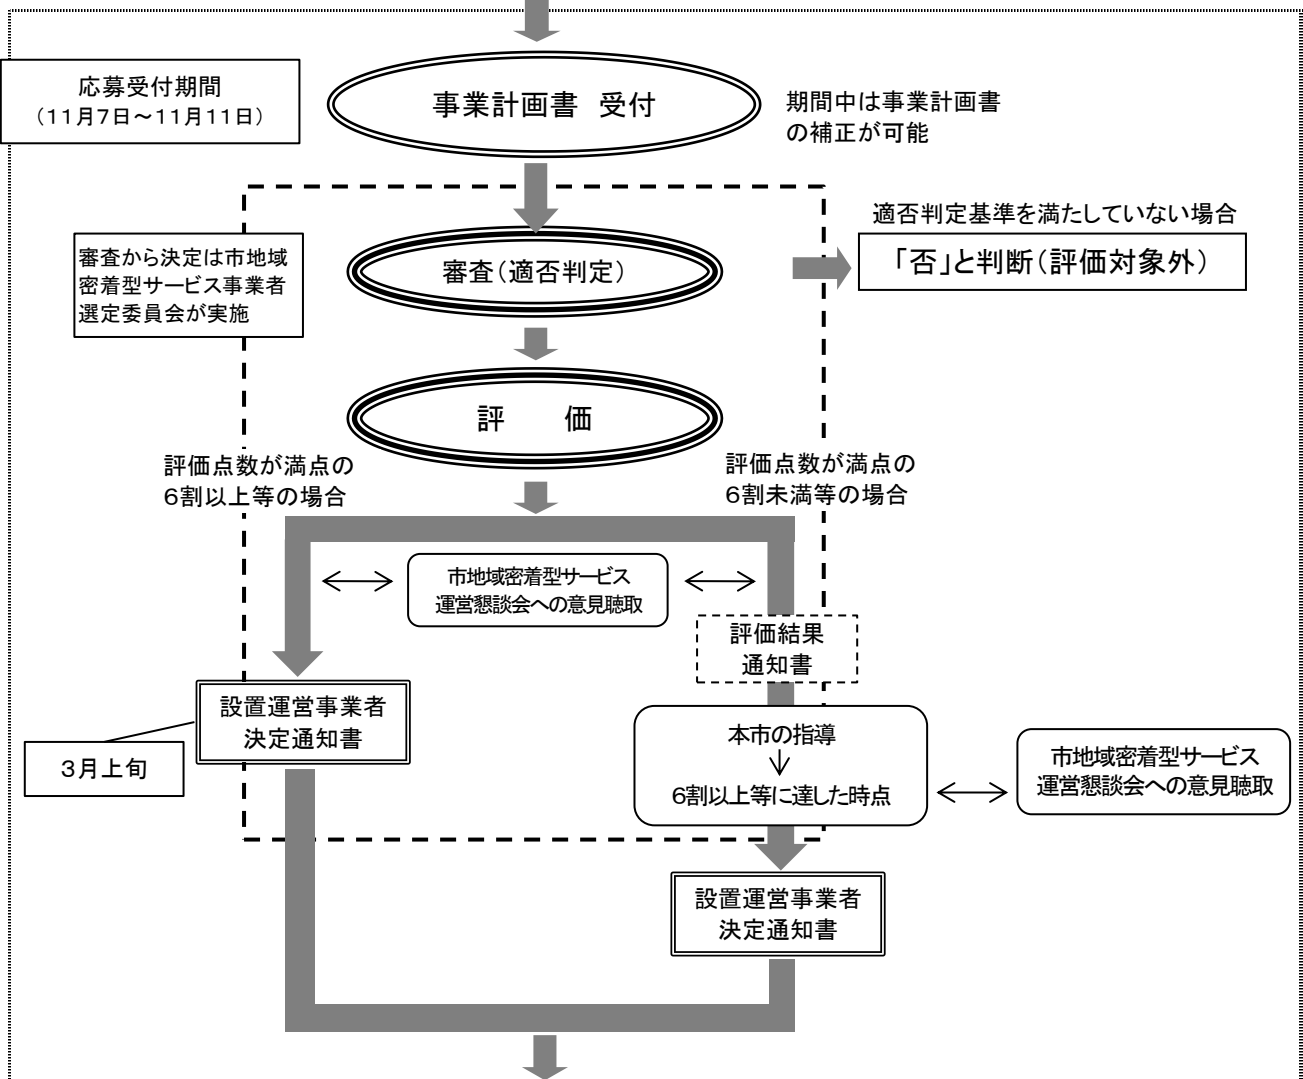 応募受付期間
（11月7日～11月11日）
事業計画書 受付
期間中は事業計画書
の補正が可能
適否判定基準を満たしていない場合
審査から決定は市地域
密着型サービス事業者
選定委員会が実施
審査（適否判定）
「否」と判断（評価対象外）
評　価
評価点数が満点の
６割以上等の場合
評価点数が満点の
６割未満等の場合
市地域密着型サービス
運営懇談会への意見聴取
評価結果
通知書
設置運営事業者
決定通知書
３月上旬
本市の指導
↓
６割以上等に達した時点
市地域密着型サービス
運営懇談会への意見聴取
設置運営事業者
決定通知書